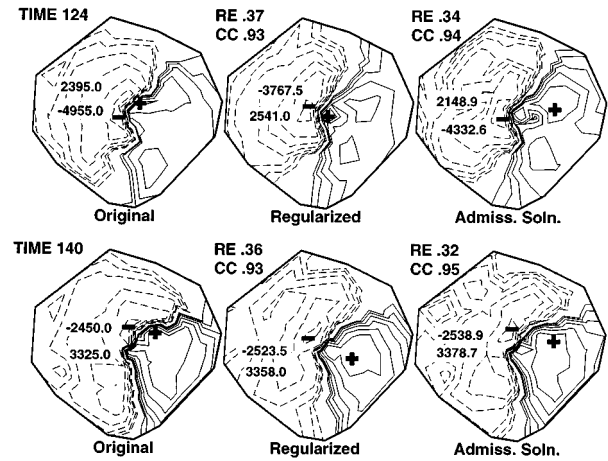 TIME 124
RE .37
CC .93
RE .34
CC .94
2395.0
-4955.0
-3767.5
2541.0
2148.9
-4332.6
Original
Regularized
Admiss. Soln.
TIME 140
RE .36
CC .93
RE .32
CC .95
-2450.0
3325.0
-2523.5
3358.0
-2538.9
3378.7
Original
Regularized
Admiss. Soln.